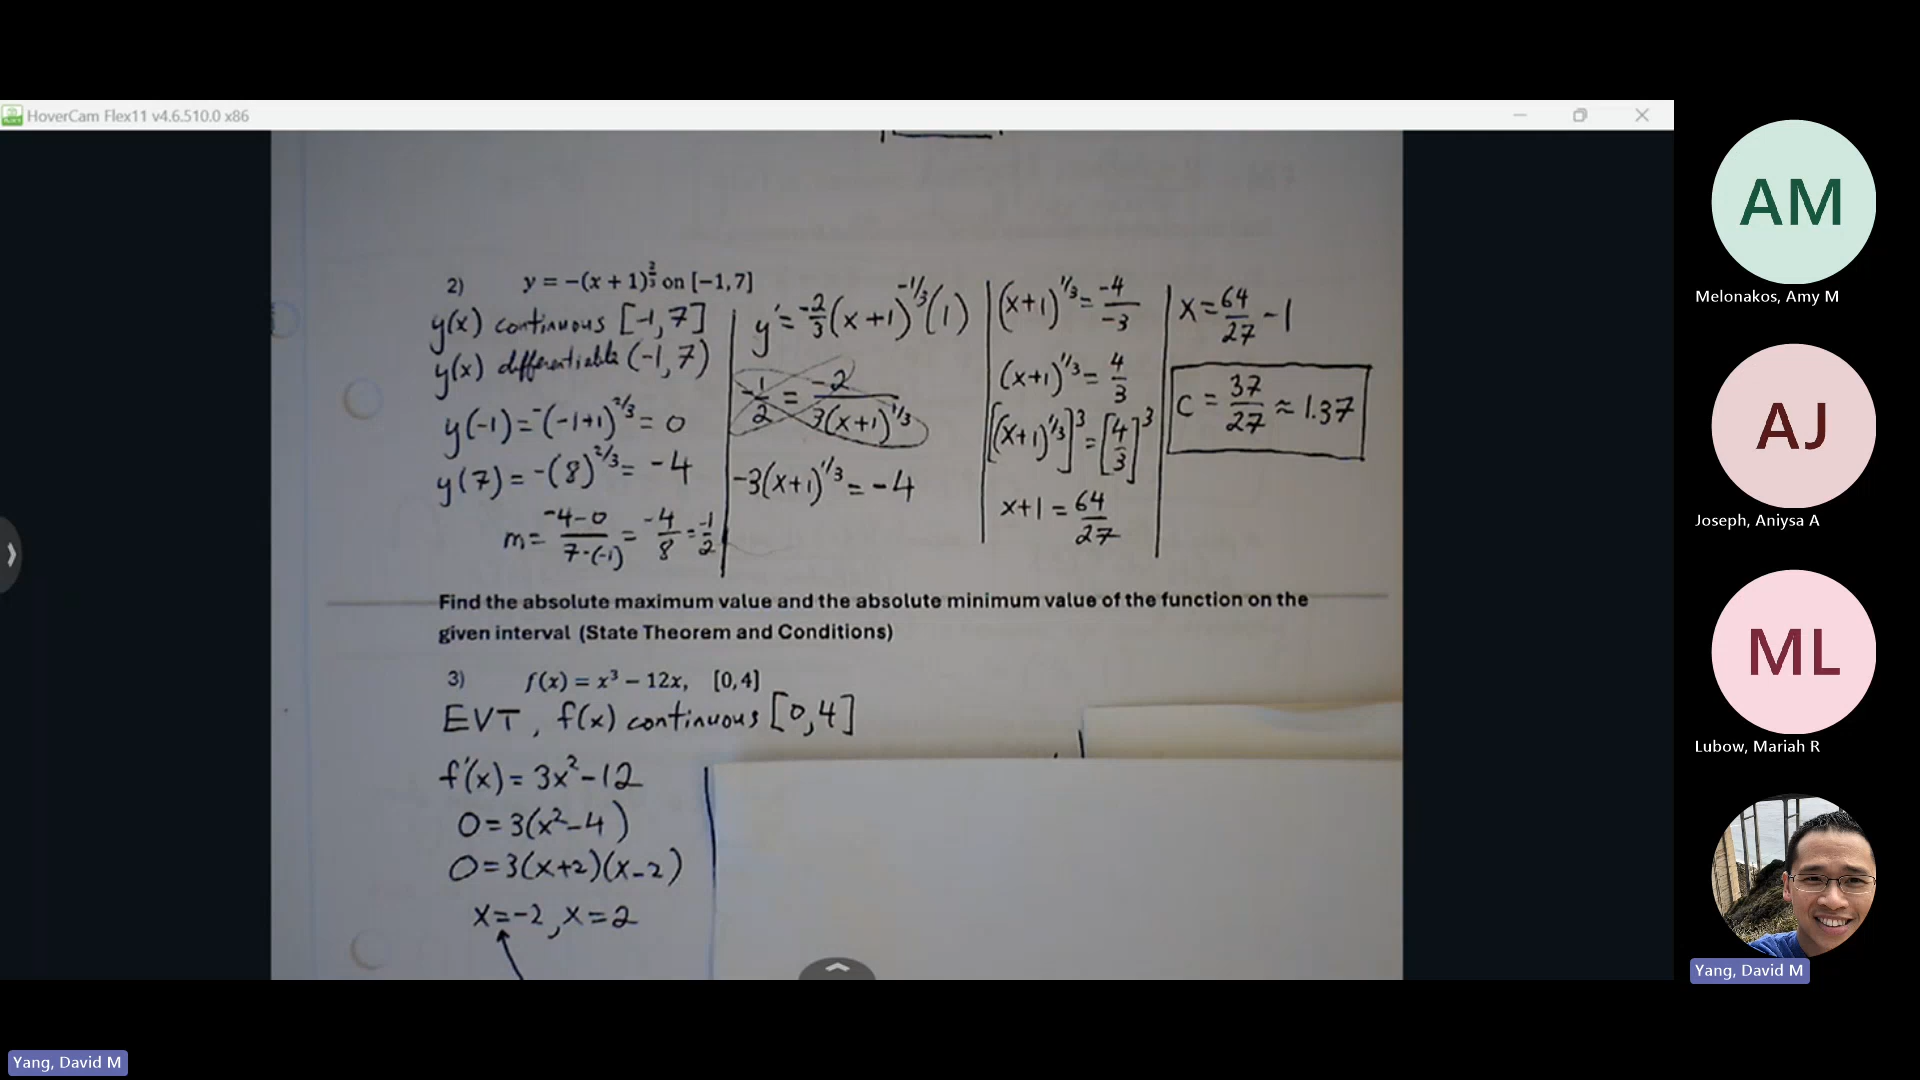 HoverCam Flex11 v4.6.510.0 x86
2) y = −(x + 1)^(2/3) on [−1, 7]
y(x) continuous [-1, 7]
y(x) differentiable (-1, 7)
y(-1) = -(-1+1)^(2/3) = 0
y(7) = -(8)^(2/3) = -4
m = (-4-0)/(7-(-1)) = -4/8 = -1/2
y' = -2/3 (x+1)^(-1/3) (1)
-1/2 = -2/(3(x+1)^(1/3))
-3(x+1)^(1/3) = -4
(x+1)^(1/3) = -4/-3
(x+1)^(1/3) = 4/3
[(x+1)^(1/3)]^3 = [4/3]^3
x+1 = 64/27
x = 64/27 - 1
C = 37/27 ≈ 1.37
Find the absolute maximum value and the absolute minimum value of the function on the
given interval (State Theorem and Conditions)
3) f(x) = x³ − 12x, [0, 4]
EVT, f(x) continuous [0, 4]
f'(x) = 3x² - 12
0 = 3(x² - 4)
0 = 3(x+2)(x-2)
x = -2, x = 2
AM
Melonakos, Amy M
AJ
Joseph, Aniysa A
ML
Lubow, Mariah R
Yang, David M
Yang, David M